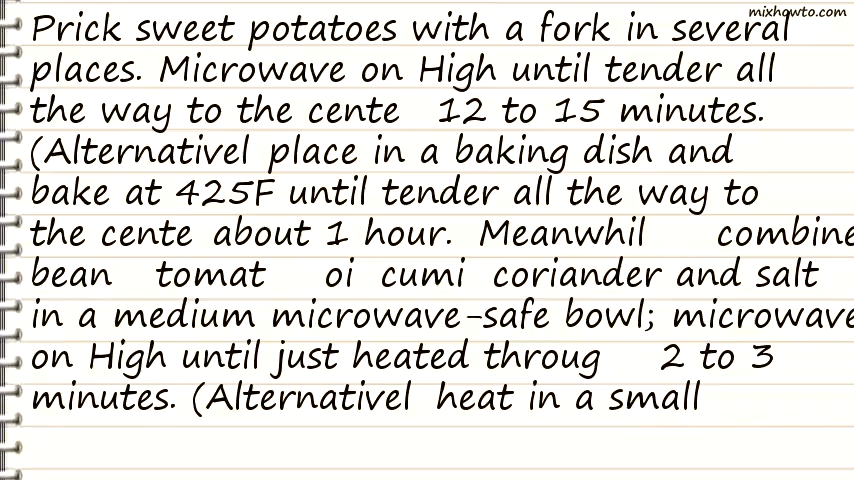 mixhowto.com
Prick sweet potatoes with a fork in several
places. Microwave on High until tender all
the way to the cente 12 to 15 minutes.
(Alternativel place in a baking dish and
bake at 425F until tender all the way to
the cente about 1 hour. Meanwhil combine
bean tomat oi cumi coriander and salt
in a medium microwave-safe bowl; microwave
on High until just heated throug 2 to 3
minutes. (Alternativel heat in a small